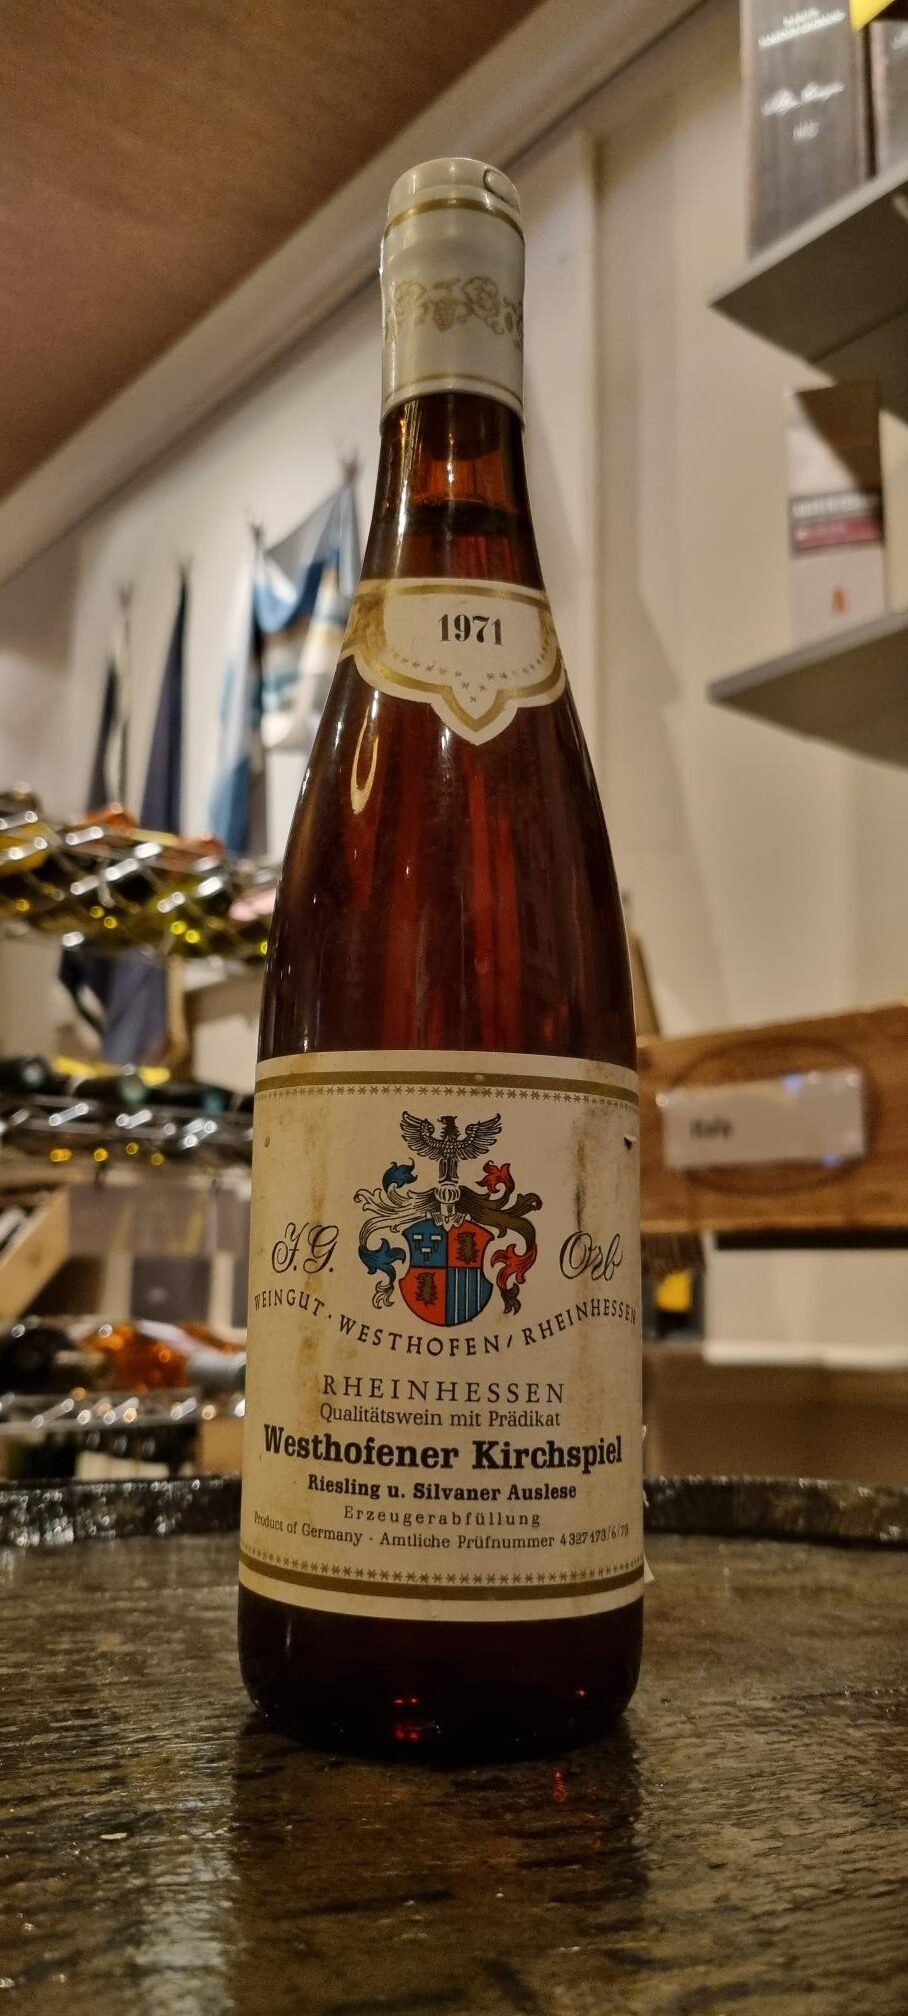 1971
J.G. Orb
WEINGUT · WESTHOFEN / RHEINHESSEN
RHEINHESSEN
Qualitätswein mit Prädikat
Westhofener Kirchspiel
Riesling u. Silvaner Auslese
Erzeugerabfüllung
Product of Germany · Amtliche Prüfnummer 4 327 173/6/73